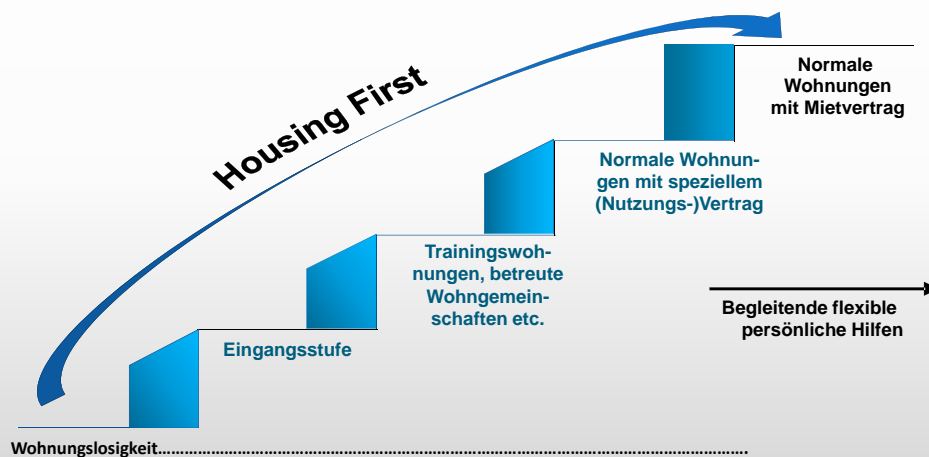 Housing First
Normale
Wohnungen
mit Mietvertrag
Normale Wohnun-
gen mit speziellem
(Nutzungs-)Vertrag
Trainingswoh-
nungen, betreute
Wohngemein-
schaften etc.
Eingangsstufe
Begleitende flexible
persönliche Hilfen
Wohnungslosigkeit…………………………………………………………………………………………………………………….